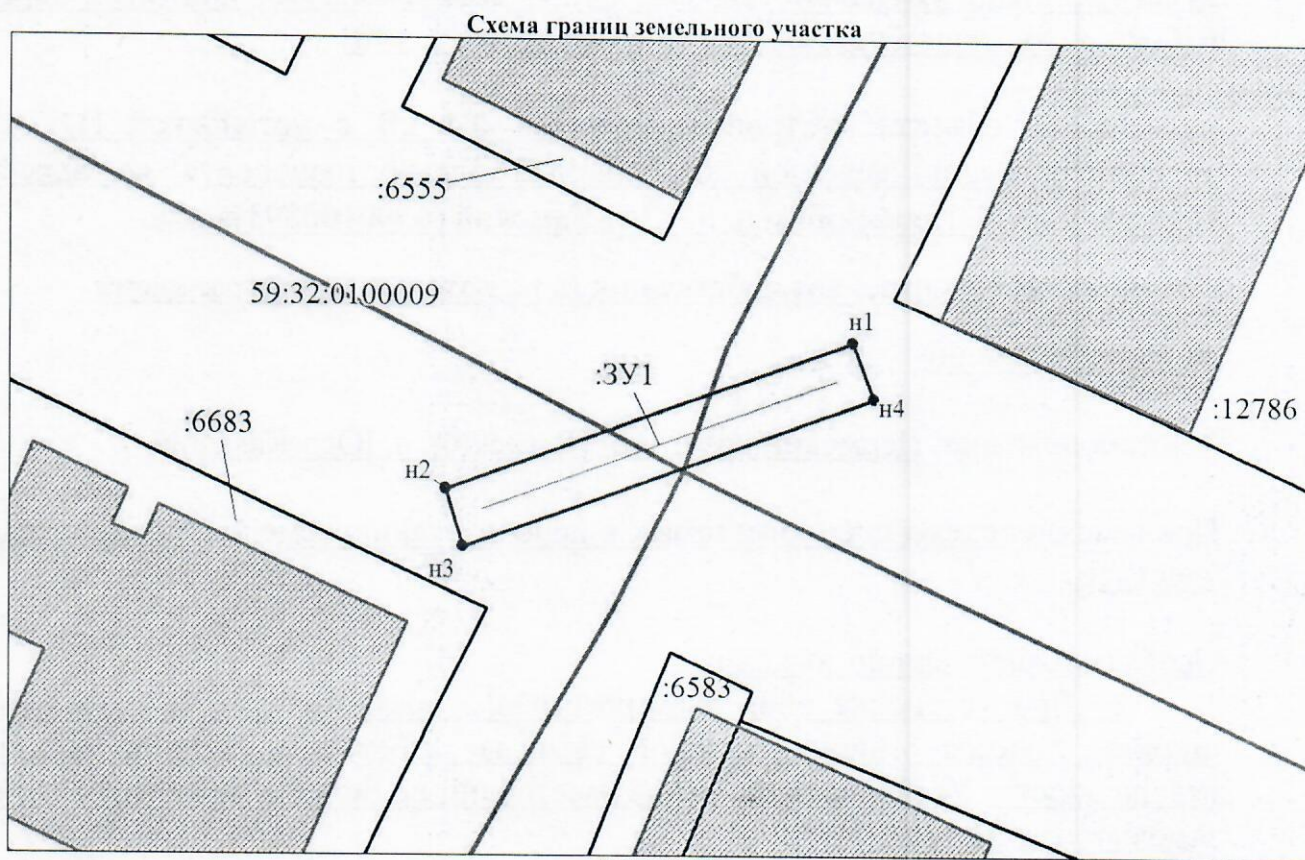 Схема границ земельного участка
:6555
59:32:0100009
н1
:ЗУ1
н4
:12786
:6683
н2
н3
:6583